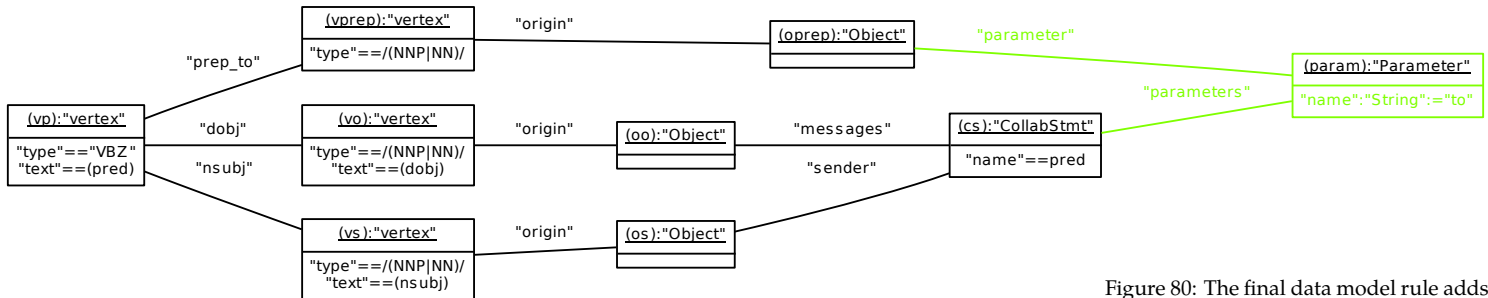 (vprep):"vertex"
"type"==/(NNP|NN)/
"origin"
(oprep):"Object"
"parameter"
(param):"Parameter"
"name":"String":="to"
"prep_to"
"parameters"
(vp):"vertex"
"type"=="VBZ"
"text"==(pred)
"dobj"
(vo):"vertex"
"type"==/(NNP|NN)/
"text"==(dobj)
"origin"
(oo):"Object"
"messages"
(cs):"CollabStmt"
"name"==pred
"nsubj"
"sender"
(vs):"vertex"
"type"==/(NNP|NN)/
"text"==(nsubj)
"origin"
(os):"Object"
Figure 80: The final data model rule adds